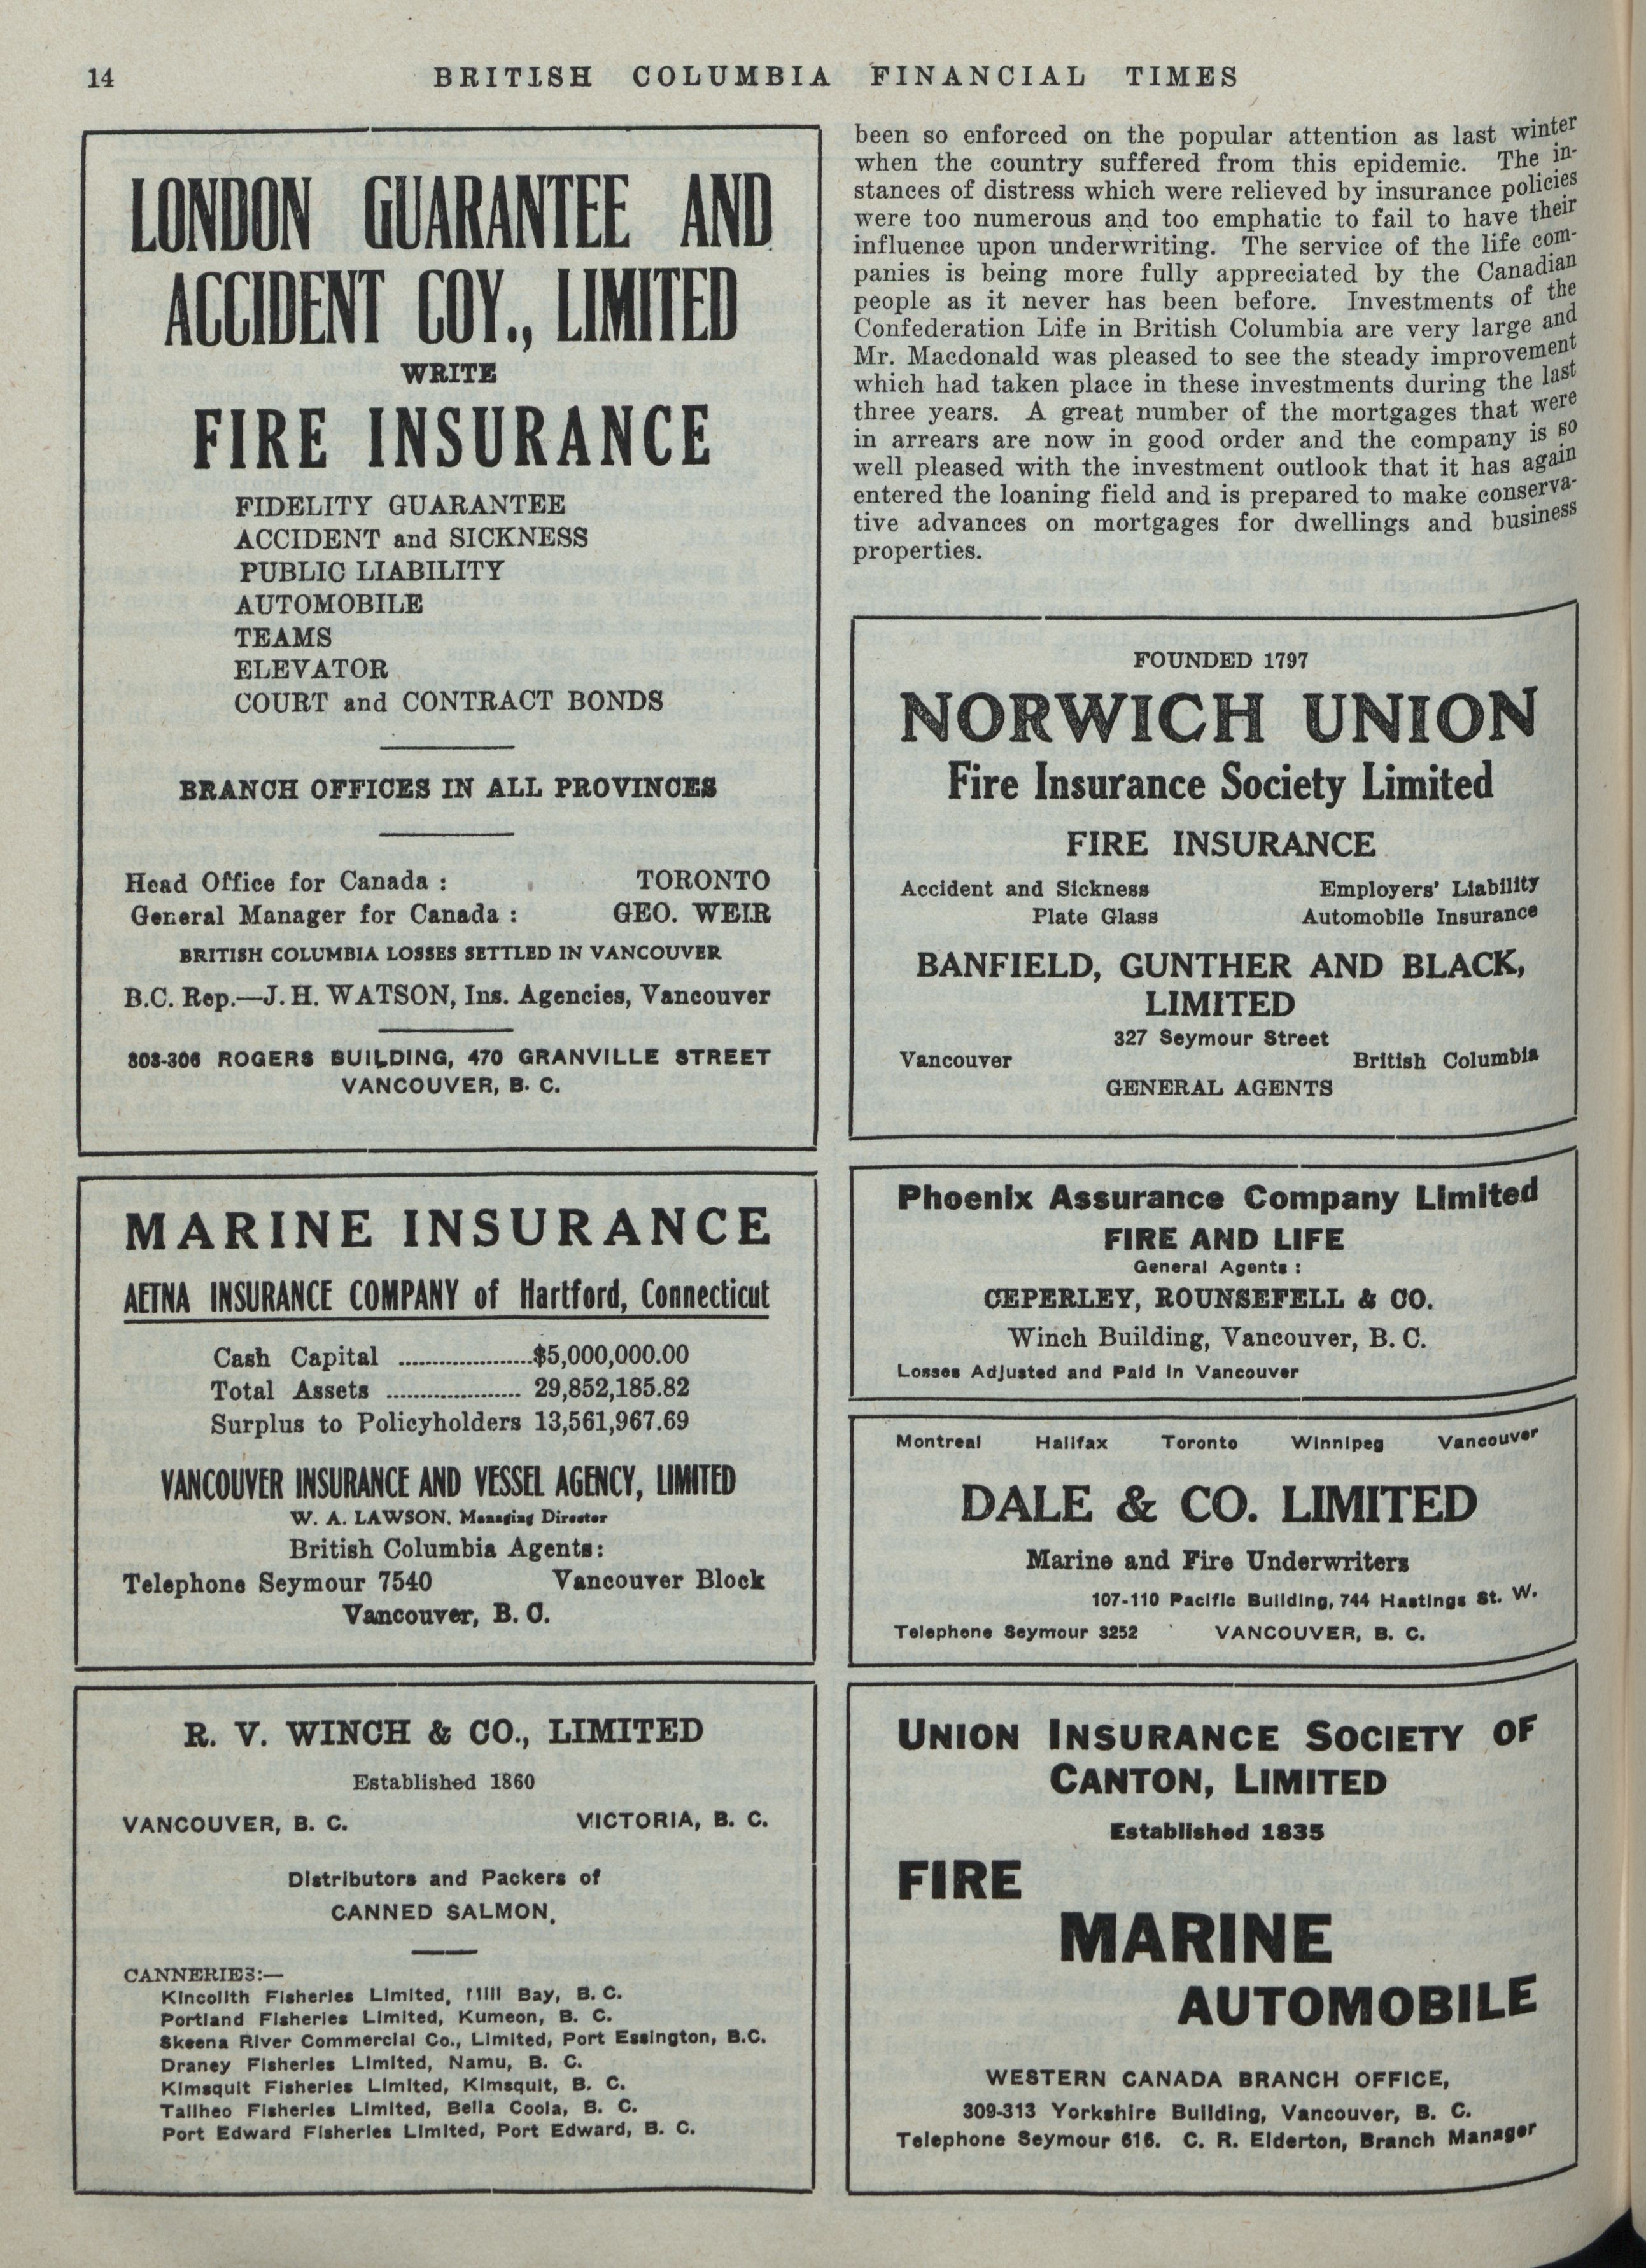 14
BRITISH COLUMBIA FINANCIAL TIMES
LONDON GUARANTEE AND
ACCIDENT COY., LIMITED
WRITE
FIRE INSURANCE
FIDELITY GUARANTEE
ACCIDENT and SICKNESS
PUBLIC LIABILITY
AUTOMOBILE
TEAMS
ELEVATOR
COURT and CONTRACT BONDS
BRANCH OFFICES IN ALL PROVINCES
Head Office for Canada : TORONTO
General Manager for Canada : GEO. WEIR
BRITISH COLUMBIA LOSSES SETTLED IN VANCOUVER
B.C. Rep.—J. H. WATSON, Ins. Agencies, Vancouver
303-306 ROGERS BUILDING, 470 GRANVILLE STREET
VANCOUVER, B. C.
MARINE INSURANCE
AETNA INSURANCE COMPANY of Hartford, Connecticut
Cash Capital ......................$5,000,000.00
Total Assets ...................... 29,852,185.82
Surplus to Policyholders 13,561,967.69
VANCOUVER INSURANCE AND VESSEL AGENCY, LIMITED
W. A. LAWSON, Managing Director
British Columbia Agents:
Telephone Seymour 7540 Vancouver Block
Vancouver, B. C.
R. V. WINCH & CO., LIMITED
Established 1860
VANCOUVER, B. C. VICTORIA, B. C.
Distributors and Packers of
CANNED SALMON.
CANNERIES:—
Kincolith Fisheries Limited, Mill Bay, B. C.
Portland Fisheries Limited, Kumeon, B. C.
Skeena River Commercial Co., Limited, Port Essington, B.C.
Draney Fisheries Limited, Namu, B. C.
Kimsquit Fisheries Limited, Kimsquit, B. C.
Tallheo Fisheries Limited, Bella Coola, B. C.
Port Edward Fisheries Limited, Port Edward, B. C.
been so enforced on the popular attention as last winter
when the country suffered from this epidemic. The in-
stances of distress which were relieved by insurance policies
were too numerous and too emphatic to fail to have their
influence upon underwriting. The service of the life com-
panies is being more fully appreciated by the Canadian
people as it never has been before. Investments of the
Confederation Life in British Columbia are very large and
Mr. Macdonald was pleased to see the steady improvement
which had taken place in these investments during the last
three years. A great number of the mortgages that were
in arrears are now in good order and the company is so
well pleased with the investment outlook that it has again
entered the loaning field and is prepared to make conserva-
tive advances on mortgages for dwellings and business
properties.
FOUNDED 1797
NORWICH UNION
Fire Insurance Society Limited
FIRE INSURANCE
Accident and Sickness Employers' Liability
Plate Glass Automobile Insurance
BANFIELD, GUNTHER AND BLACK,
LIMITED
327 Seymour Street
Vancouver British Columbia
GENERAL AGENTS
Phoenix Assurance Company Limited
FIRE AND LIFE
General Agents :
CEPERLEY, ROUNSEFELL & CO.
Winch Building, Vancouver, B. C.
Losses Adjusted and Paid in Vancouver
Montreal Halifax Toronto Winnipeg Vancouver
DALE & CO. LIMITED
Marine and Fire Underwriters
107-110 Pacific Building, 744 Hastings St. W.
Telephone Seymour 3252 VANCOUVER, B. C.
UNION INSURANCE SOCIETY OF
CANTON, LIMITED
Established 1835
FIRE
MARINE
AUTOMOBILE
WESTERN CANADA BRANCH OFFICE,
309-313 Yorkshire Building, Vancouver, B. C.
Telephone Seymour 616. C. R. Elderton, Branch Manager